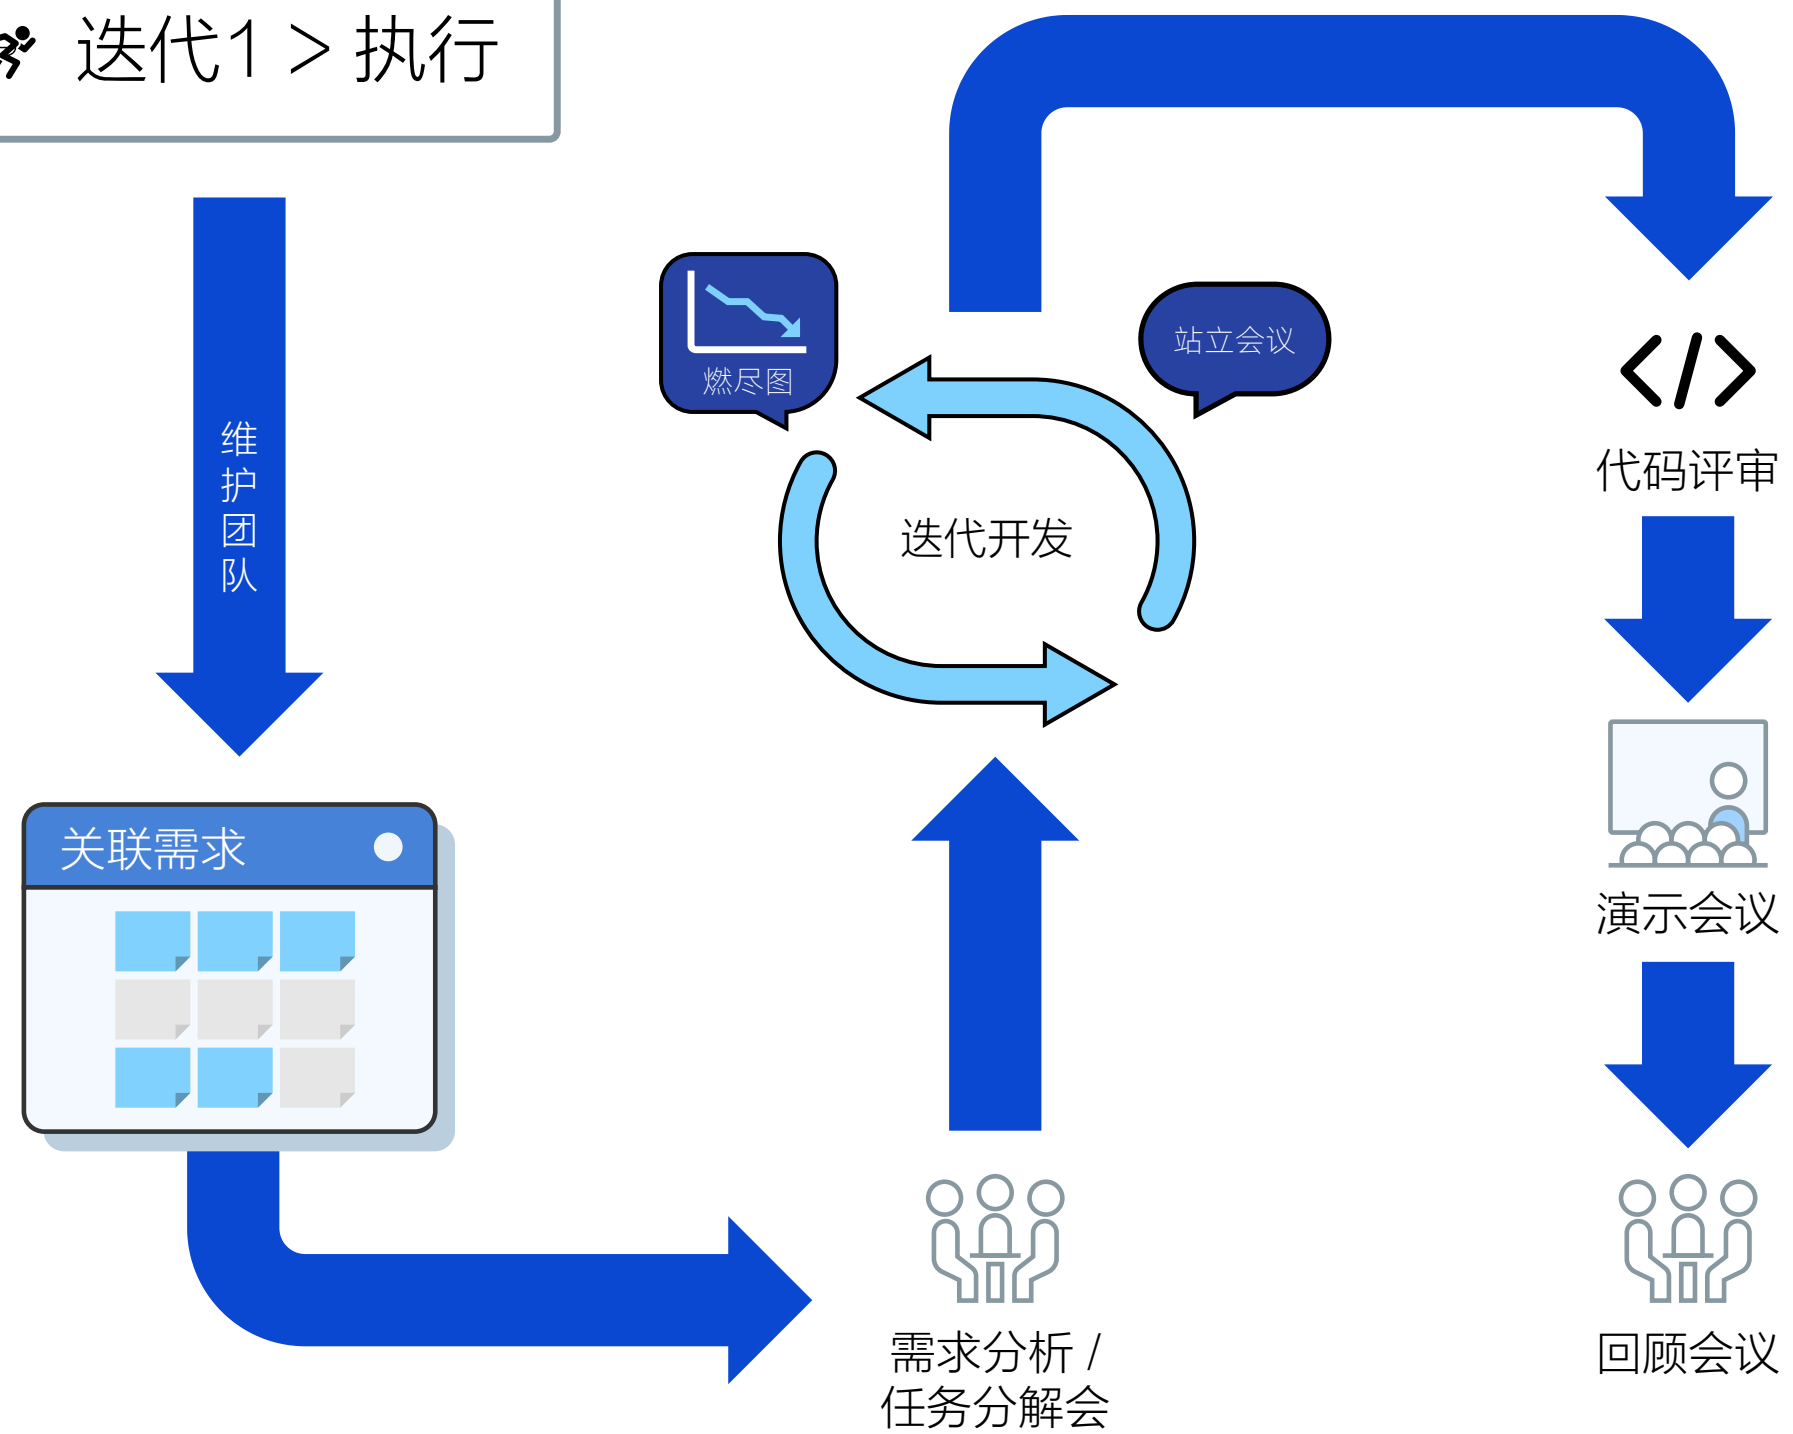 迭代1 > 执行
维护团队
关联需求
需求分析 /
任务分解会
燃尽图
站立会议
迭代开发
代码评审
演示会议
回顾会议